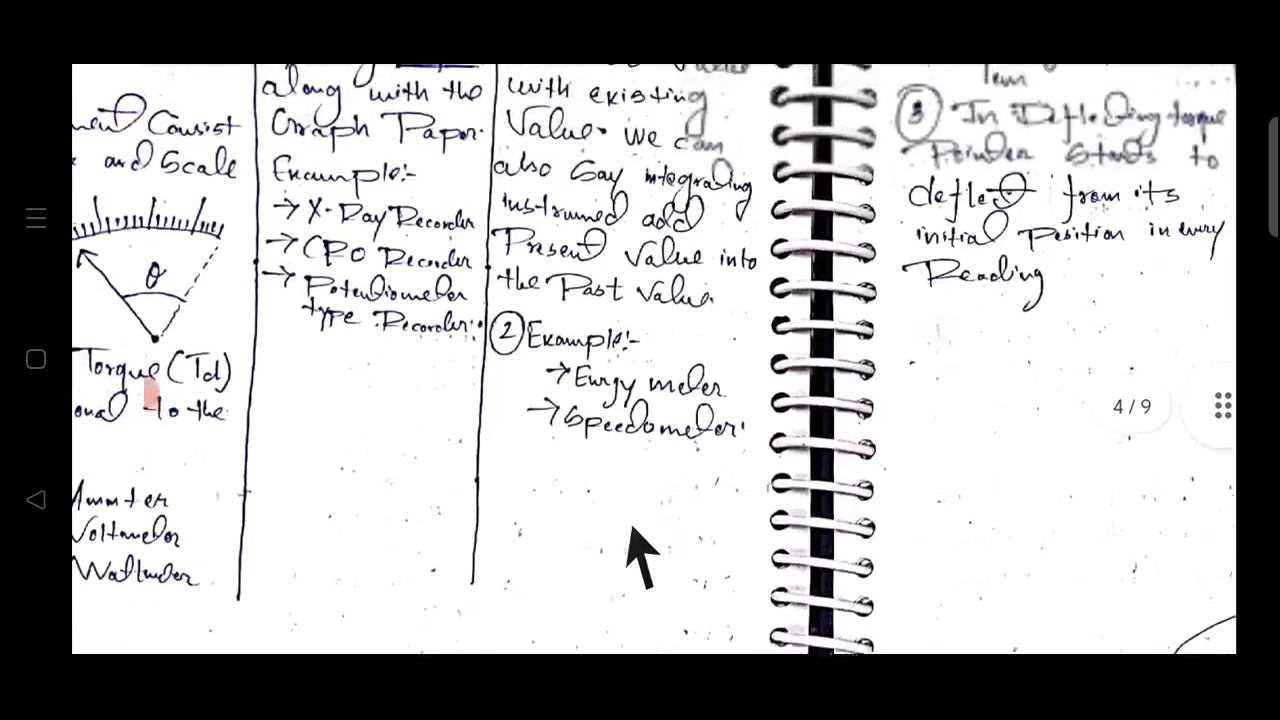 ment Consist
and Scale
θ
Torque (Td)
onal to the
Ammter
Voltmeter
Wattmeter
along with the
Graph Paper.
Example:-
→ X-Day Recorder
→ CRO Recorder
→ Potentiometer
type Recorder:
with existing
Value. we can
also Say integrating
instrument add
Present Value into
the Past Value.
② Example:-
→ Enrgy meter
→ Speedometer.
③ In Deflecting torque
Pointer Starts to
deflect from its
initial Position in every
Reading
4/9